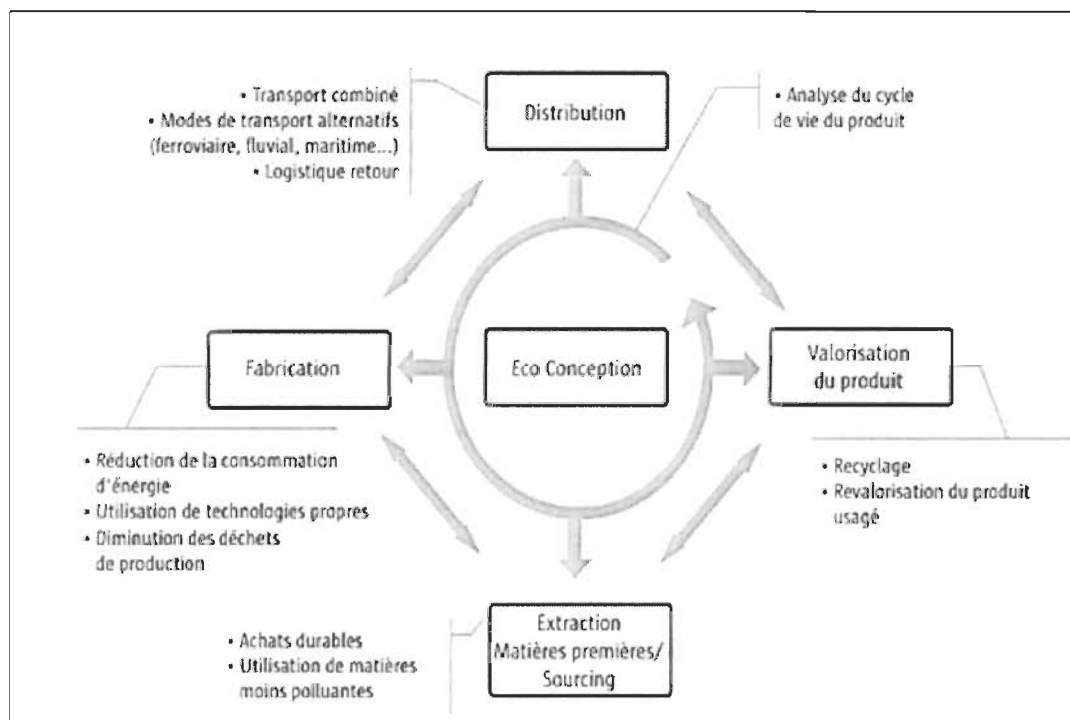 • Transport combiné
• Modes de transport alternatifs
(ferroviaire, fluvial, maritime...)
• Logistique retour
Distribution
• Analyse du cycle
de vie du produit
Fabrication
Eco Conception
Valorisation
du produit
• Réduction de la consommation
d'énergie
• Utilisation de technologies propres
• Diminution des déchets
de production
• Recyclage
• Revalorisation du produit
usagé
• Achats durables
• Utilisation de matières
moins polluantes
Extraction
Matières premières/
Sourcing